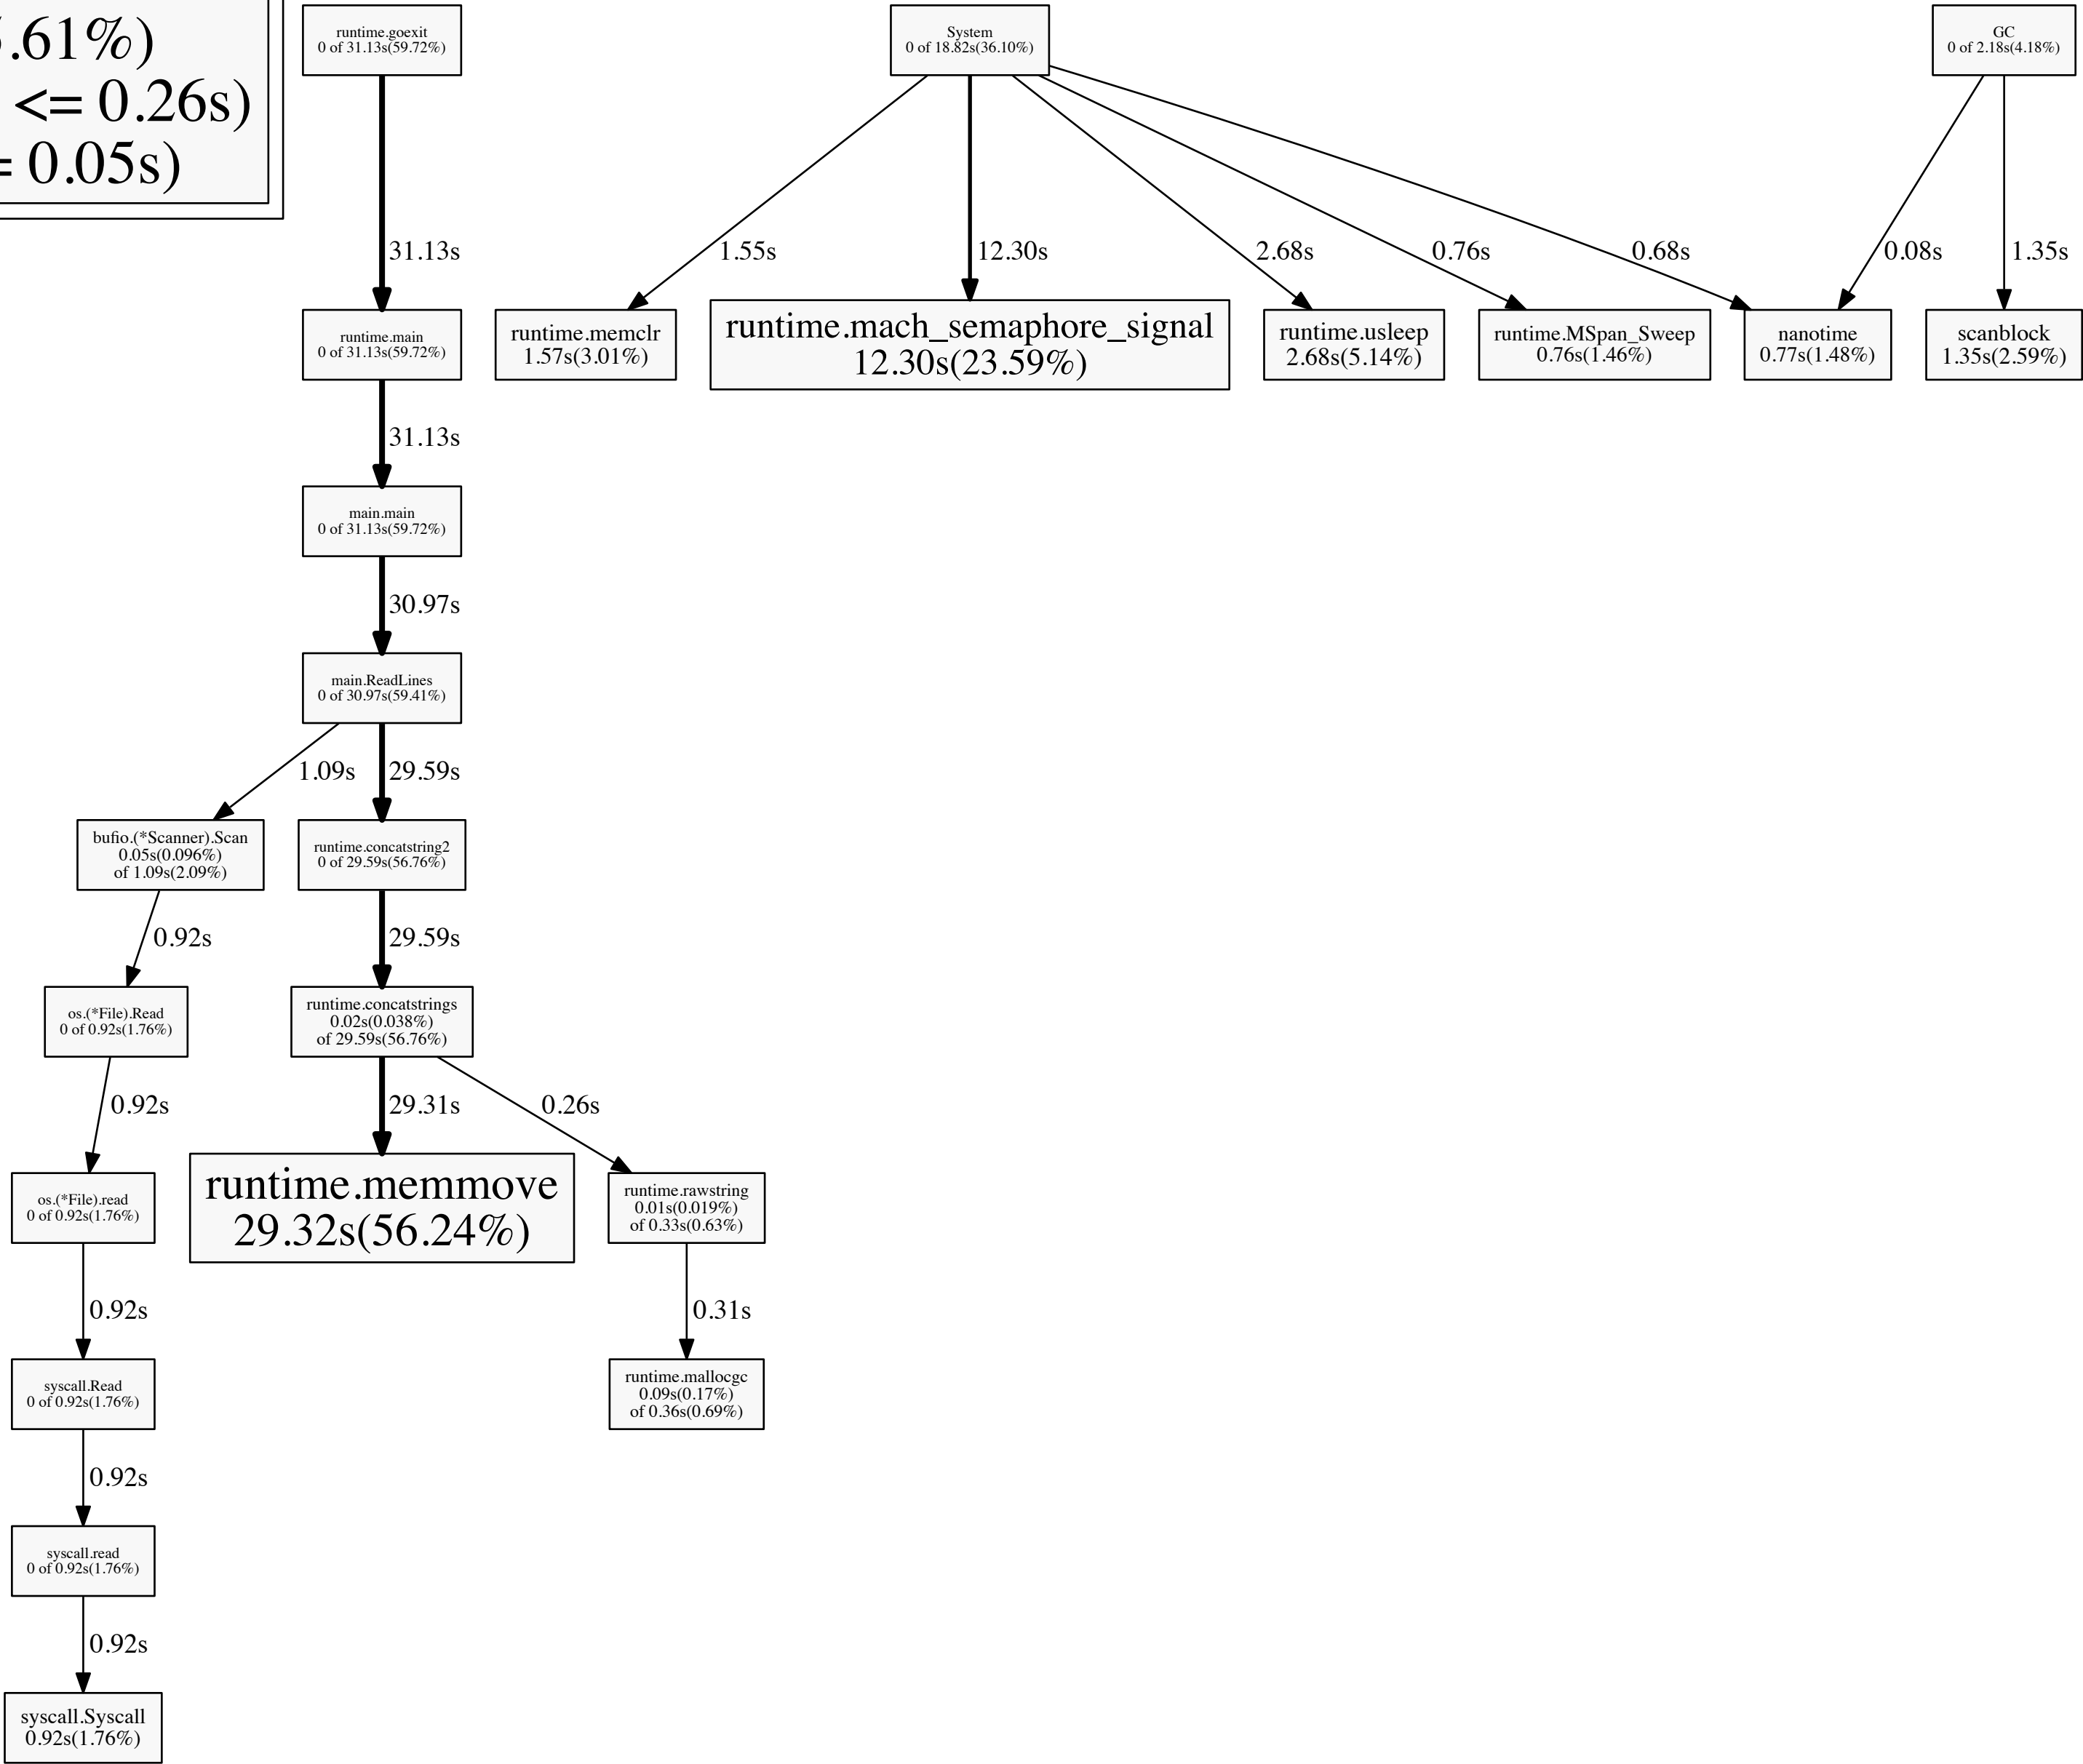 .61%)
<= 0.26s)
= 0.05s)
runtime.goexit
0 of 31.13s(59.72%)
System
0 of 18.82s(36.10%)
GC
0 of 2.18s(4.18%)
31.13s
1.55s
12.30s
2.68s
0.76s
0.68s
0.08s
1.35s
runtime.main
0 of 31.13s(59.72%)
runtime.memclr
1.57s(3.01%)
runtime.mach_semaphore_signal
12.30s(23.59%)
runtime.usleep
2.68s(5.14%)
runtime.MSpan_Sweep
0.76s(1.46%)
nanotime
0.77s(1.48%)
scanblock
1.35s(2.59%)
31.13s
main.main
0 of 31.13s(59.72%)
30.97s
main.ReadLines
0 of 30.97s(59.41%)
1.09s
29.59s
bufio.(*Scanner).Scan
0.05s(0.096%)
of 1.09s(2.09%)
runtime.concatstring2
0 of 29.59s(56.76%)
0.92s
29.59s
os.(*File).Read
0 of 0.92s(1.76%)
runtime.concatstrings
0.02s(0.038%)
of 29.59s(56.76%)
0.92s
29.31s
0.26s
os.(*File).read
0 of 0.92s(1.76%)
runtime.memmove
29.32s(56.24%)
runtime.rawstring
0.01s(0.019%)
of 0.33s(0.63%)
0.92s
0.31s
syscall.Read
0 of 0.92s(1.76%)
runtime.mallocgc
0.09s(0.17%)
of 0.36s(0.69%)
0.92s
syscall.read
0 of 0.92s(1.76%)
0.92s
syscall.Syscall
0.92s(1.76%)